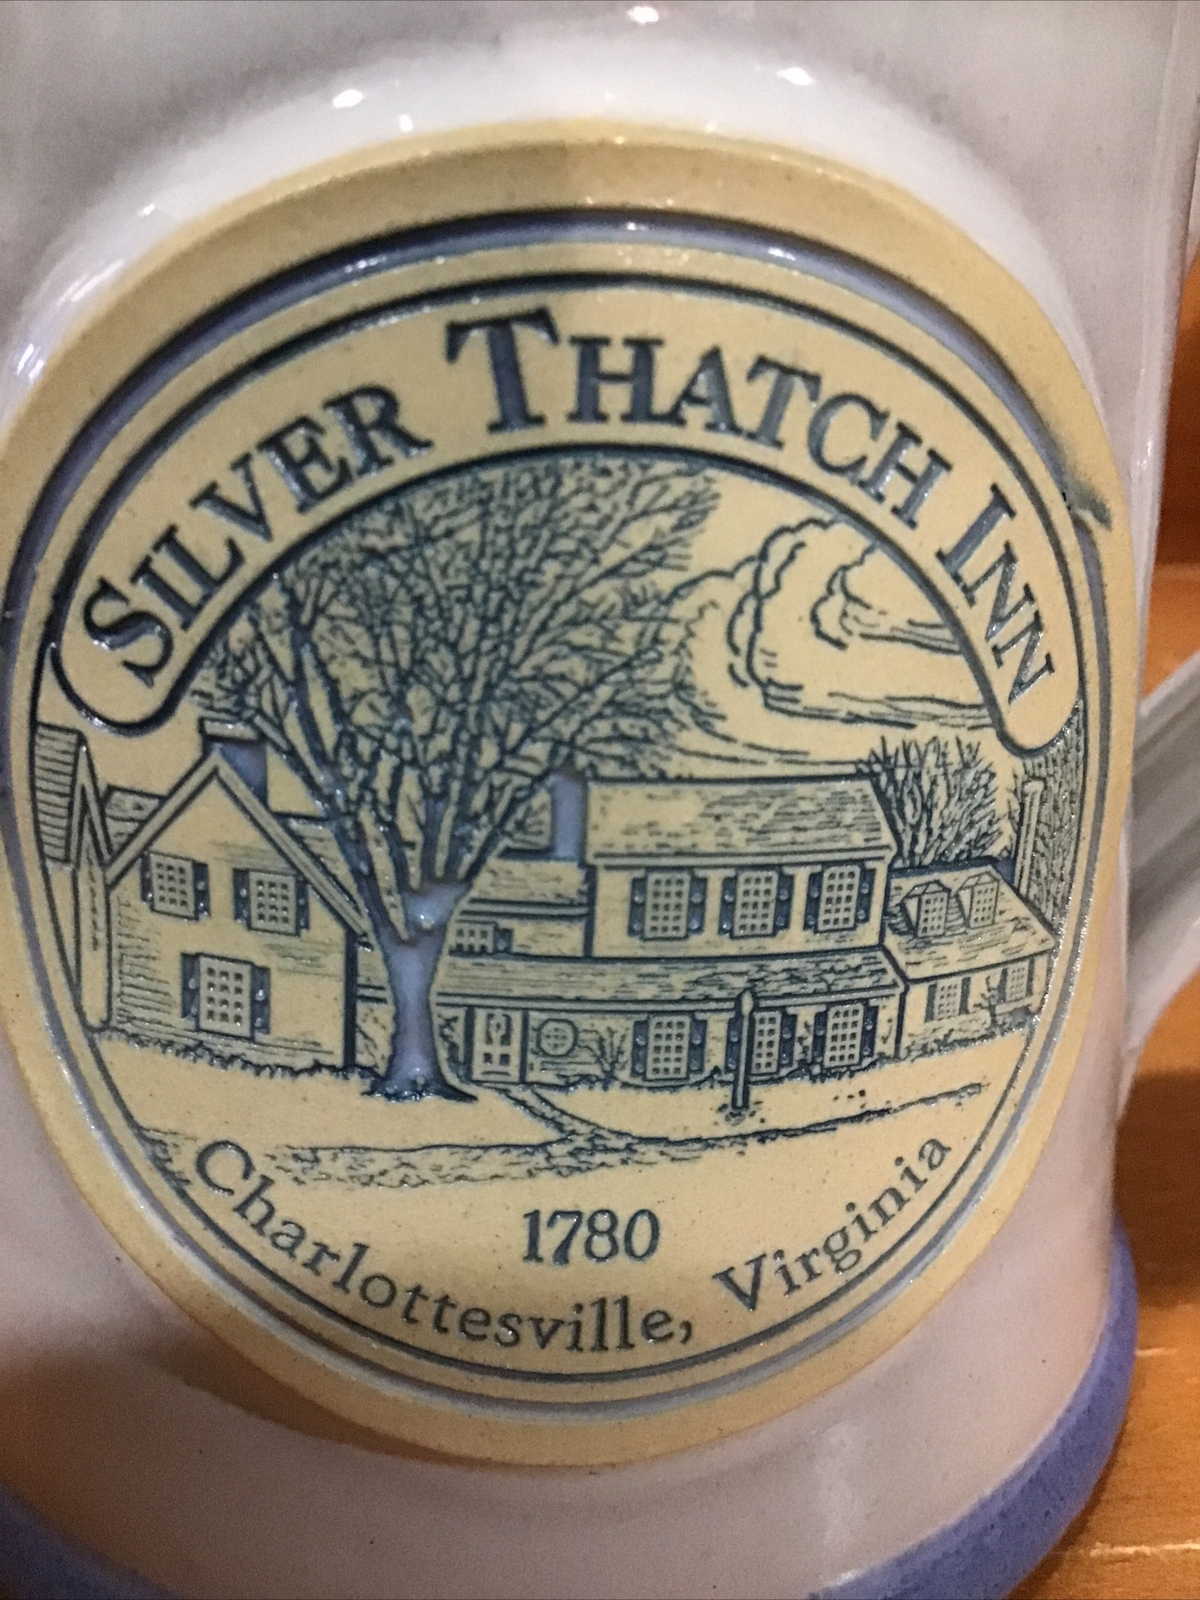 SILVER THATCH INN
1780
Charlottesville, Virginia